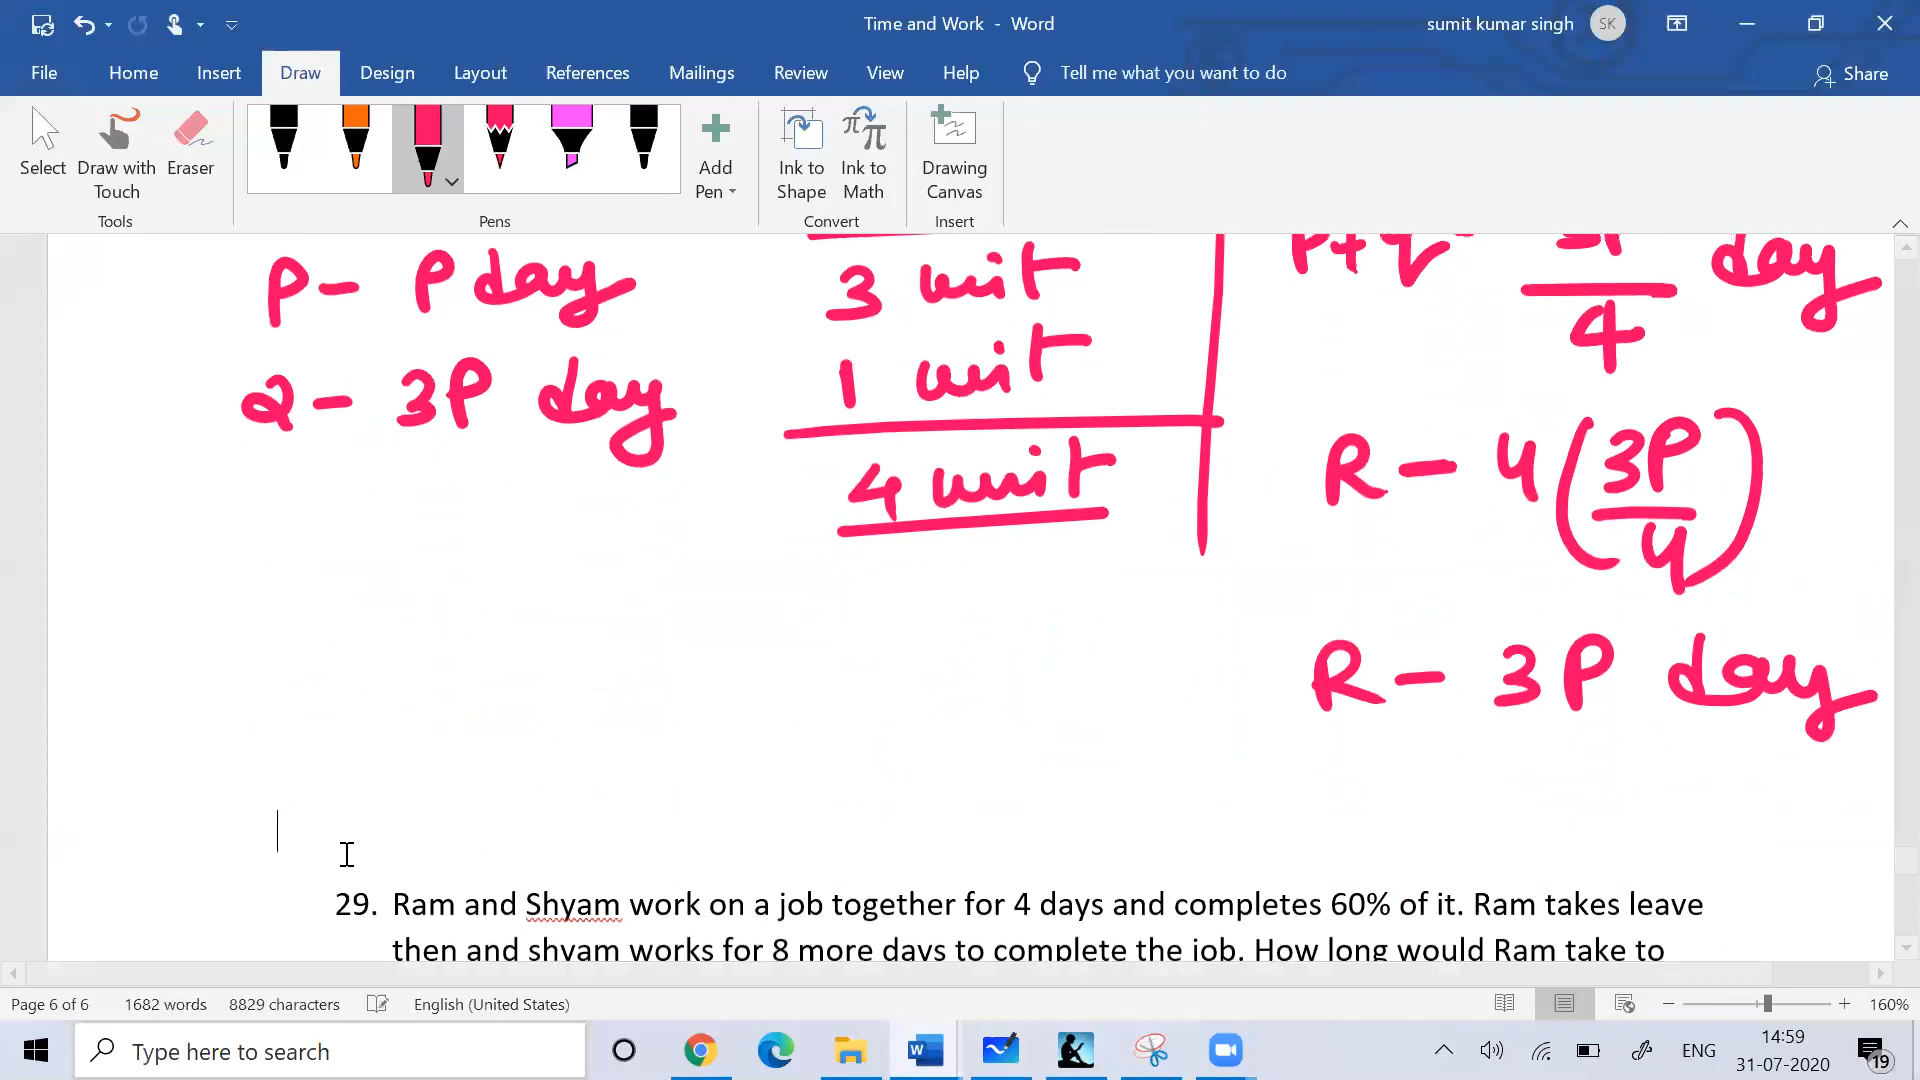 Time and Work - Word
sumit kumar singh
SK
File Home Insert Draw Design Layout References Mailings Review View Help Tell me what you want to do Share
Select
Draw with Touch
Eraser
Add Pen
Ink to Shape
Ink to Math
Drawing Canvas
Tools
Pens
Convert
Insert
P - P day
2 - 3P day
3 unit
1 unit
4 unit
P+q
4
day
R - 4(3P/4)
R - 3P day
29. Ram and Shyam work on a job together for 4 days and completes 60% of it. Ram takes leave
then and shyam works for 8 more days to complete the job. How long would Ram take to
Page 6 of 6 1682 words 8829 characters English (United States) 160%
Type here to search
ENG
14:59
31-07-2020
19